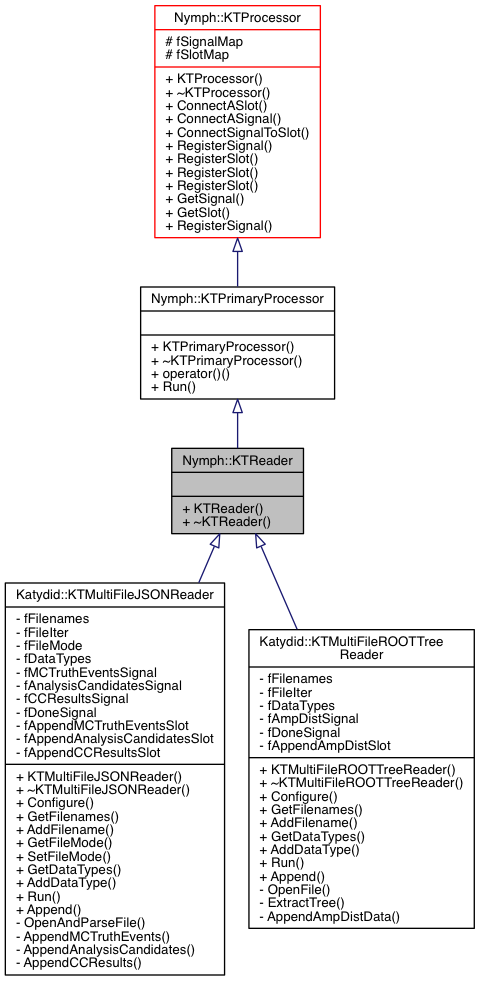 Nymph::KTProcessor
# fSignalMap
# fSlotMap
+ KTProcessor()
+ ~KTProcessor()
+ ConnectASlot()
+ ConnectASignal()
+ ConnectSignalToSlot()
+ RegisterSignal()
+ RegisterSlot()
+ RegisterSlot()
+ RegisterSlot()
+ GetSignal()
+ GetSlot()
+ RegisterSignal()
Nymph::KTPrimaryProcessor
+ KTPrimaryProcessor()
+ ~KTPrimaryProcessor()
+ operator()()
+ Run()
Nymph::KTReader
+ KTReader()
+ ~KTReader()
Katydid::KTMultiFileJSONReader
- fFilenames
- fFileIter
- fFileMode
- fDataTypes
- fMCTruthEventsSignal
- fAnalysisCandidatesSignal
- fCCResultsSignal
- fDoneSignal
- fAppendMCTruthEventsSlot
- fAppendAnalysisCandidatesSlot
- fAppendCCResultsSlot
+ KTMultiFileJSONReader()
+ ~KTMultiFileJSONReader()
+ Configure()
+ GetFilenames()
+ AddFilename()
+ GetFileMode()
+ SetFileMode()
+ GetDataTypes()
+ AddDataType()
+ Run()
+ Append()
- OpenAndParseFile()
- AppendMCTruthEvents()
- AppendAnalysisCandidates()
- AppendCCResults()
Katydid::KTMultiFileROOTTree
Reader
- fFilenames
- fFileIter
- fDataTypes
- fAmpDistSignal
- fDoneSignal
- fAppendAmpDistSlot
+ KTMultiFileROOTTreeReader()
+ ~KTMultiFileROOTTreeReader()
+ Configure()
+ GetFilenames()
+ AddFilename()
+ GetDataTypes()
+ AddDataType()
+ Run()
+ Append()
- OpenFile()
- ExtractTree()
- AppendAmpDistData()